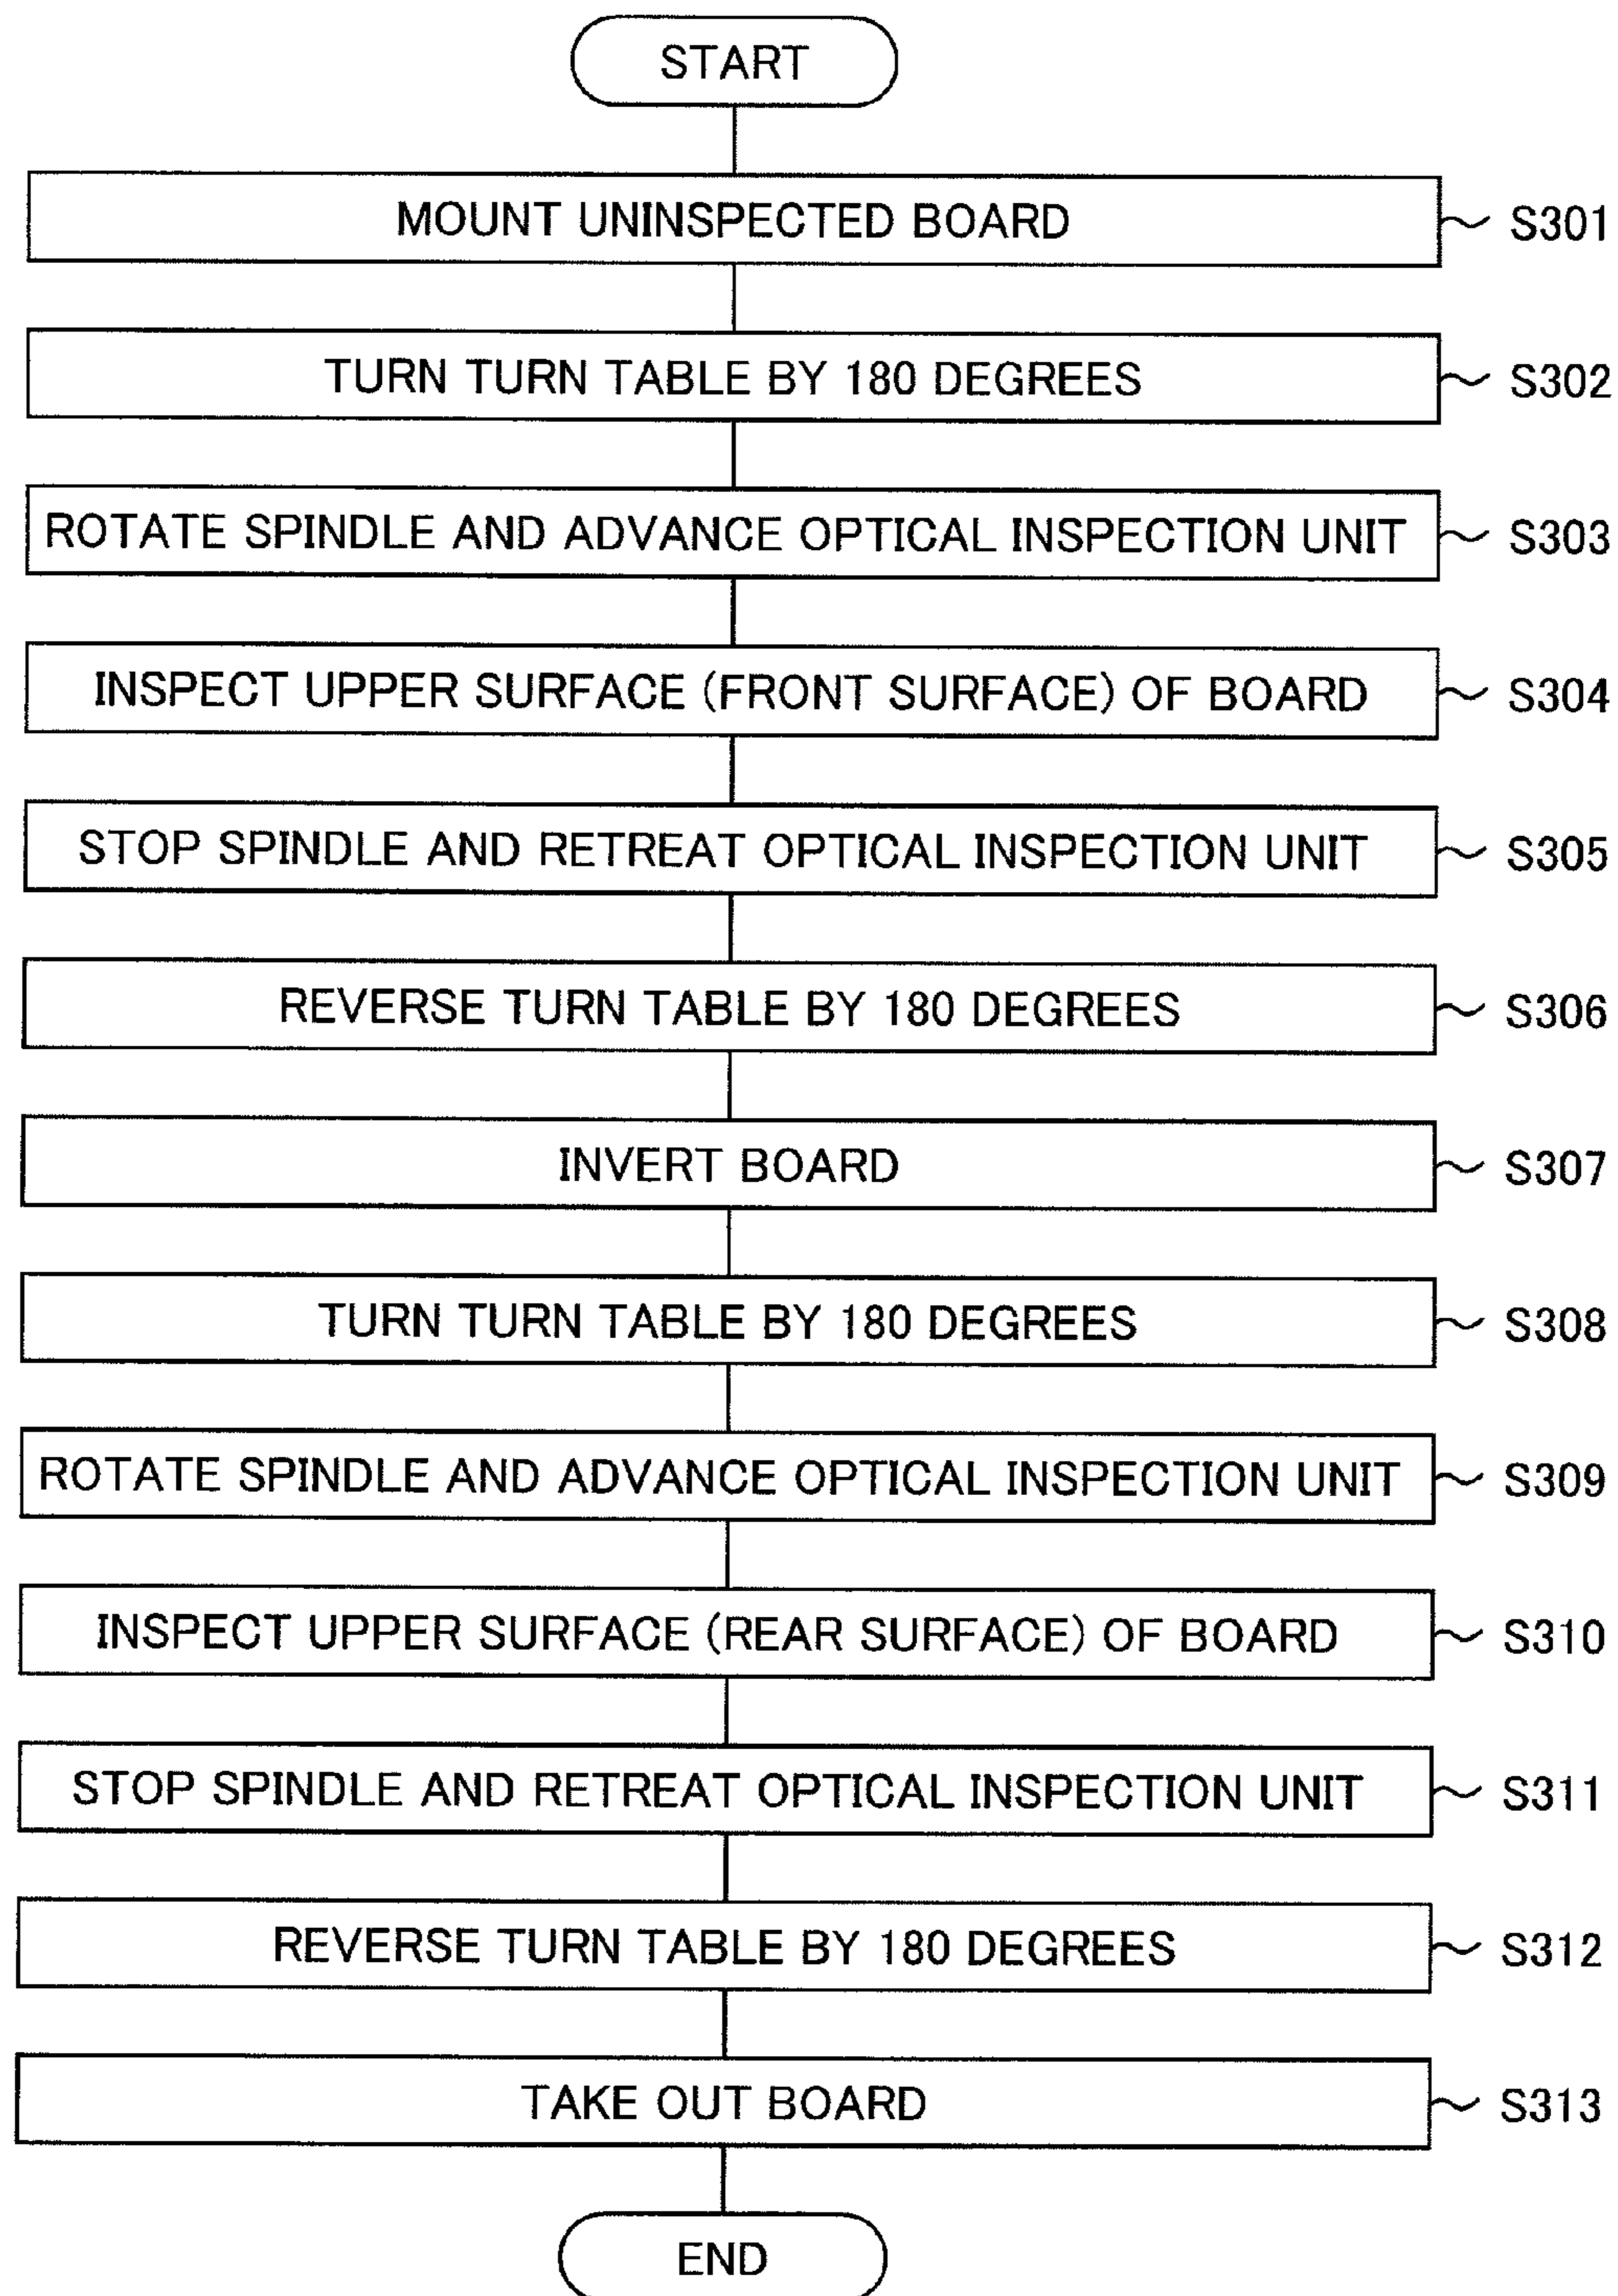 START
MOUNT UNINSPECTED BOARD S301
TURN TURN TABLE BY 180 DEGREES S302
ROTATE SPINDLE AND ADVANCE OPTICAL INSPECTION UNIT S303
INSPECT UPPER SURFACE (FRONT SURFACE) OF BOARD S304
STOP SPINDLE AND RETREAT OPTICAL INSPECTION UNIT S305
REVERSE TURN TABLE BY 180 DEGREES S306
INVERT BOARD S307
TURN TURN TABLE BY 180 DEGREES S308
ROTATE SPINDLE AND ADVANCE OPTICAL INSPECTION UNIT S309
INSPECT UPPER SURFACE (REAR SURFACE) OF BOARD S310
STOP SPINDLE AND RETREAT OPTICAL INSPECTION UNIT S311
REVERSE TURN TABLE BY 180 DEGREES S312
TAKE OUT BOARD S313
END